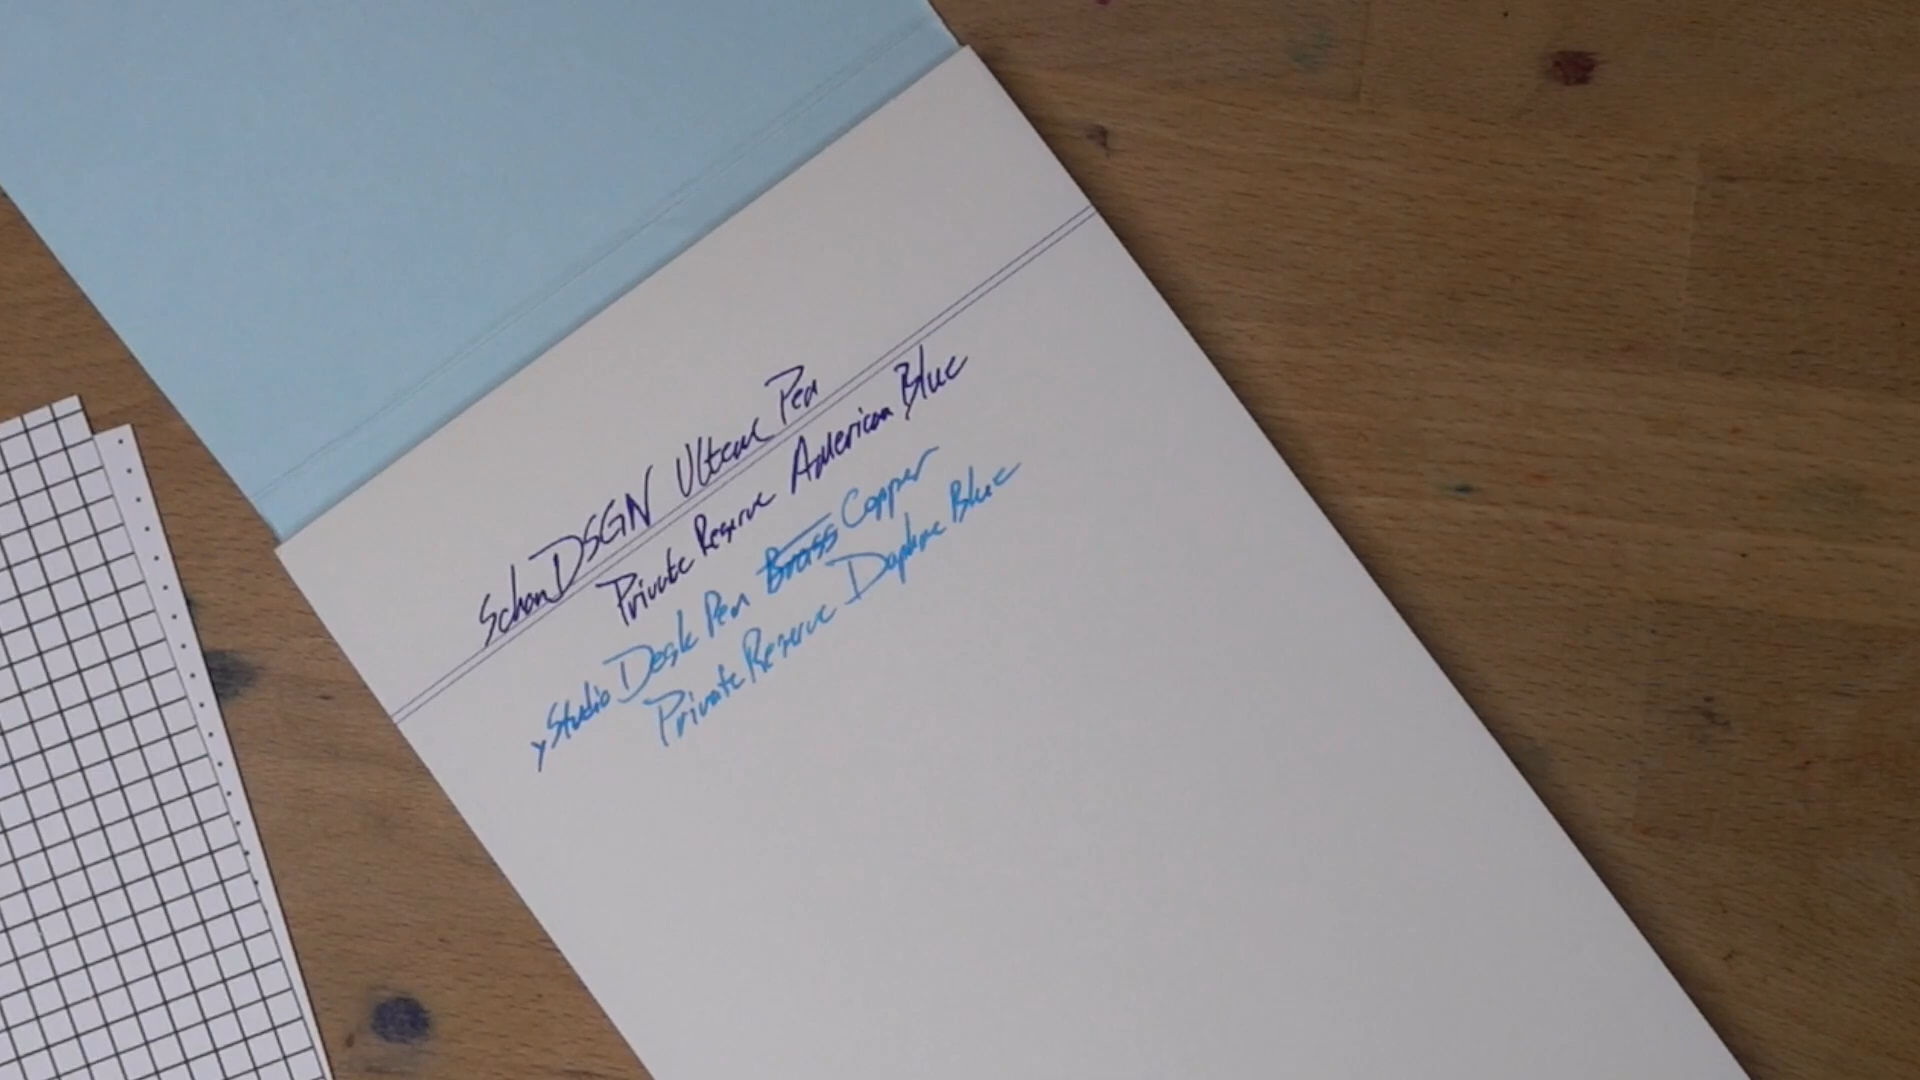 Schon DSGN Ultem Pen
Private Reserve American Blue
yStudio Desk Pen Brass Copper
Private Reserve Daphne Blue